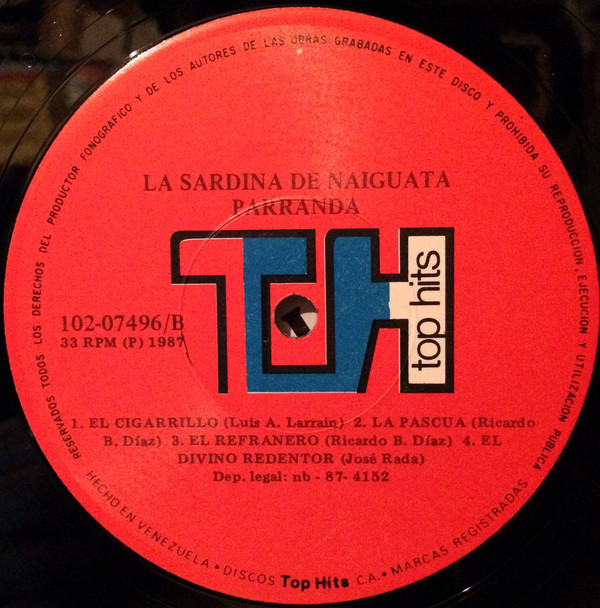 RESERVADOS TODOS LOS DERECHOS DEL PRODUCTOR FONOGRAFICO Y DE LOS AUTORES DE LAS OBRAS GRABADAS EN ESTE DISCO Y PROHIBIDA SU REPRODUCCION, EJECUCION Y UTILIZACION PUBLICA
LA SARDINA DE NAIGUATA
PARRANDA
TH
top hits
102-07496/B
33 RPM (P) 1987
1. EL CIGARRILLO (Luis A. Larrain) 2. LA PASCUA (Ricardo
B. Díaz) 3. EL REFRANERO (Ricardo B. Díaz) 4. EL
DIVINO REDENTOR (José Rada)
Dep. legal: nb - 87- 4152
HECHO EN VENEZUELA • DISCOS Top Hits C.A. • MARCAS REGISTRADAS